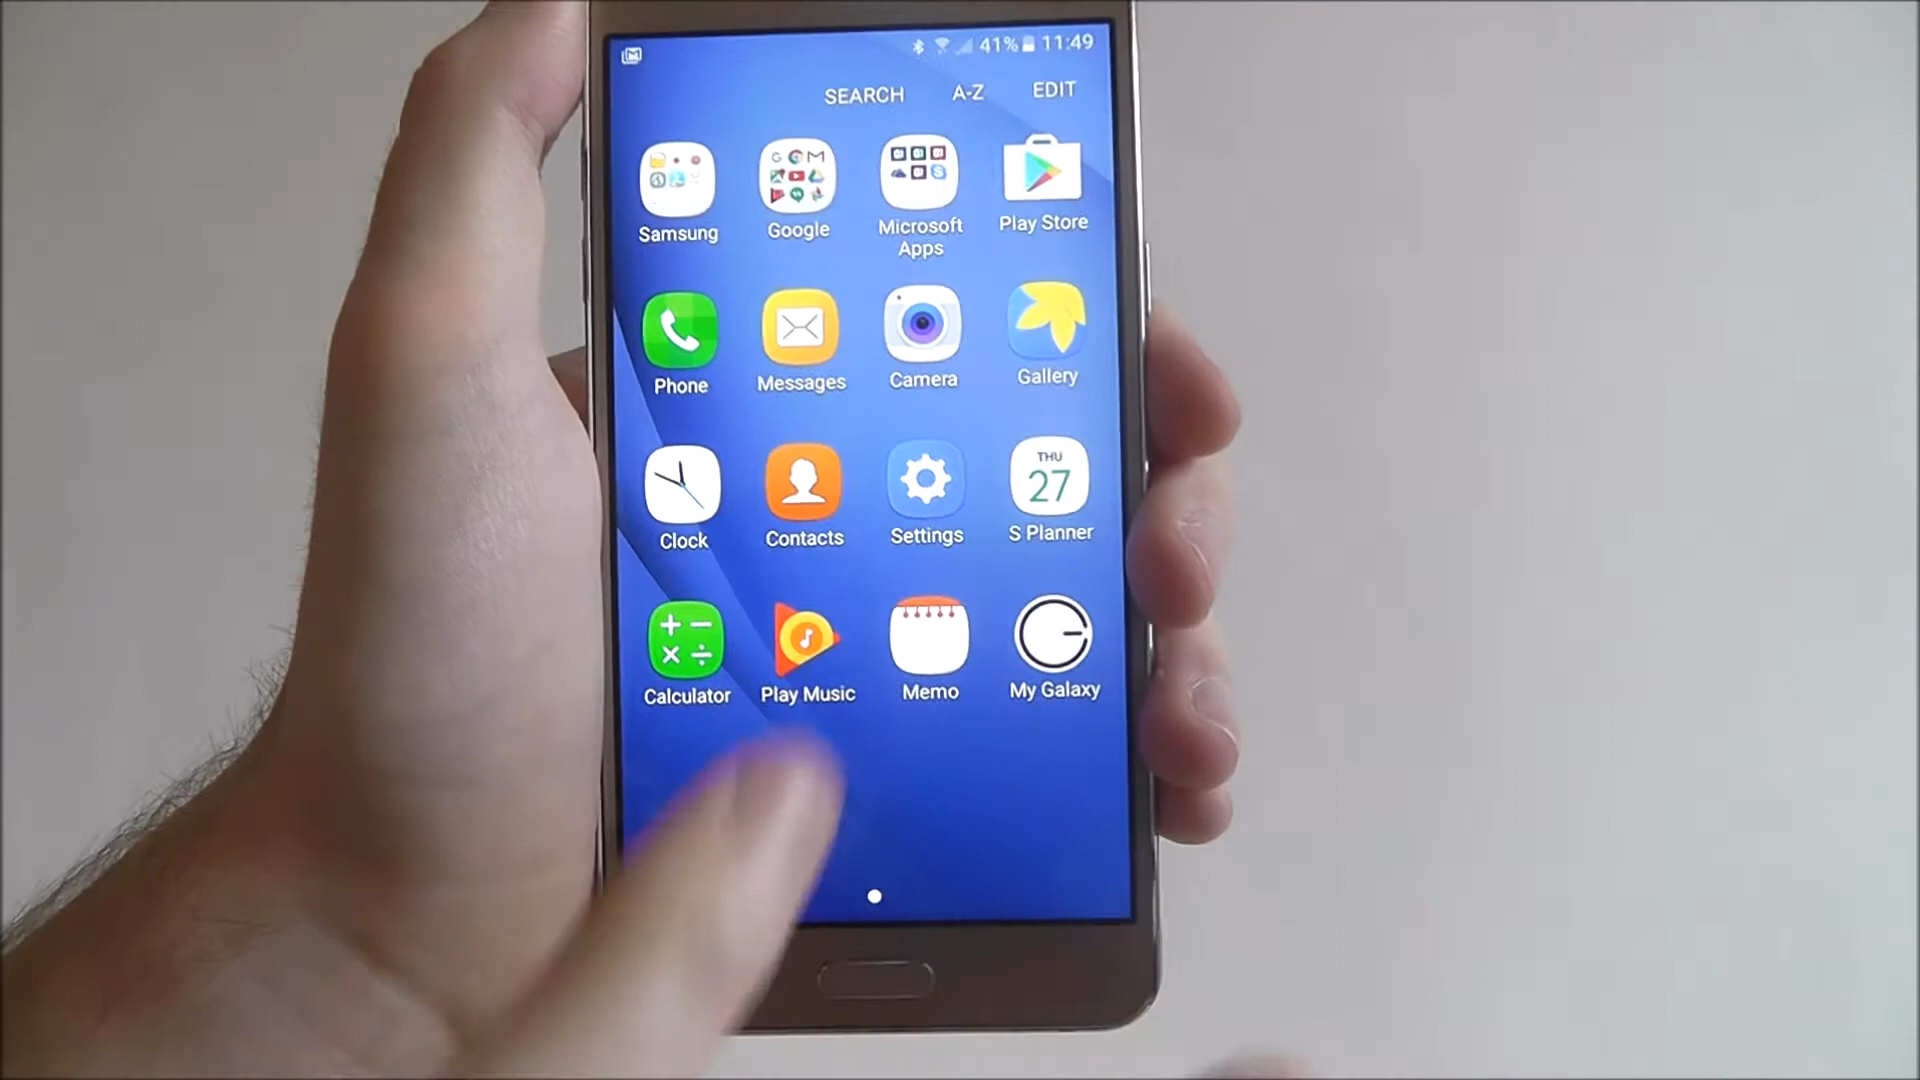 41% 11:49
SEARCH A-Z EDIT
Samsung Google Microsoft Apps Play Store
Phone Messages Camera Gallery
THU
27
Clock Contacts Settings S Planner
Calculator Play Music Memo My Galaxy